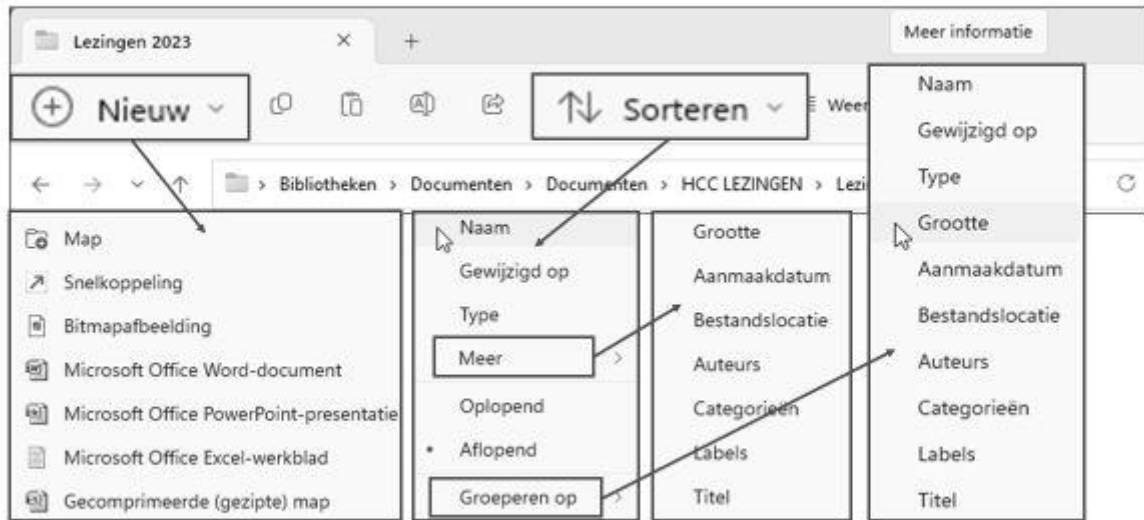 Lezingen 2023
Meer informatie
Nieuw
Sorteren
Weer
Bibliotheken > Documenten > Documenten > HCC LEZINGEN > Lezi
Map
Snelkoppeling
Bitmapafbeelding
Microsoft Office Word-document
Microsoft Office PowerPoint-presentatie
Microsoft Office Excel-werkblad
Gecomprimeerde (gezipte) map
Naam
Gewijzigd op
Type
Meer
Oplopend
Aflopend
Groeperen op
Grootte
Aanmaakdatum
Bestandslocatie
Auteurs
Categorieën
Labels
Titel
Naam
Gewijzigd op
Type
Grootte
Aanmaakdatum
Bestandslocatie
Auteurs
Categorieën
Labels
Titel